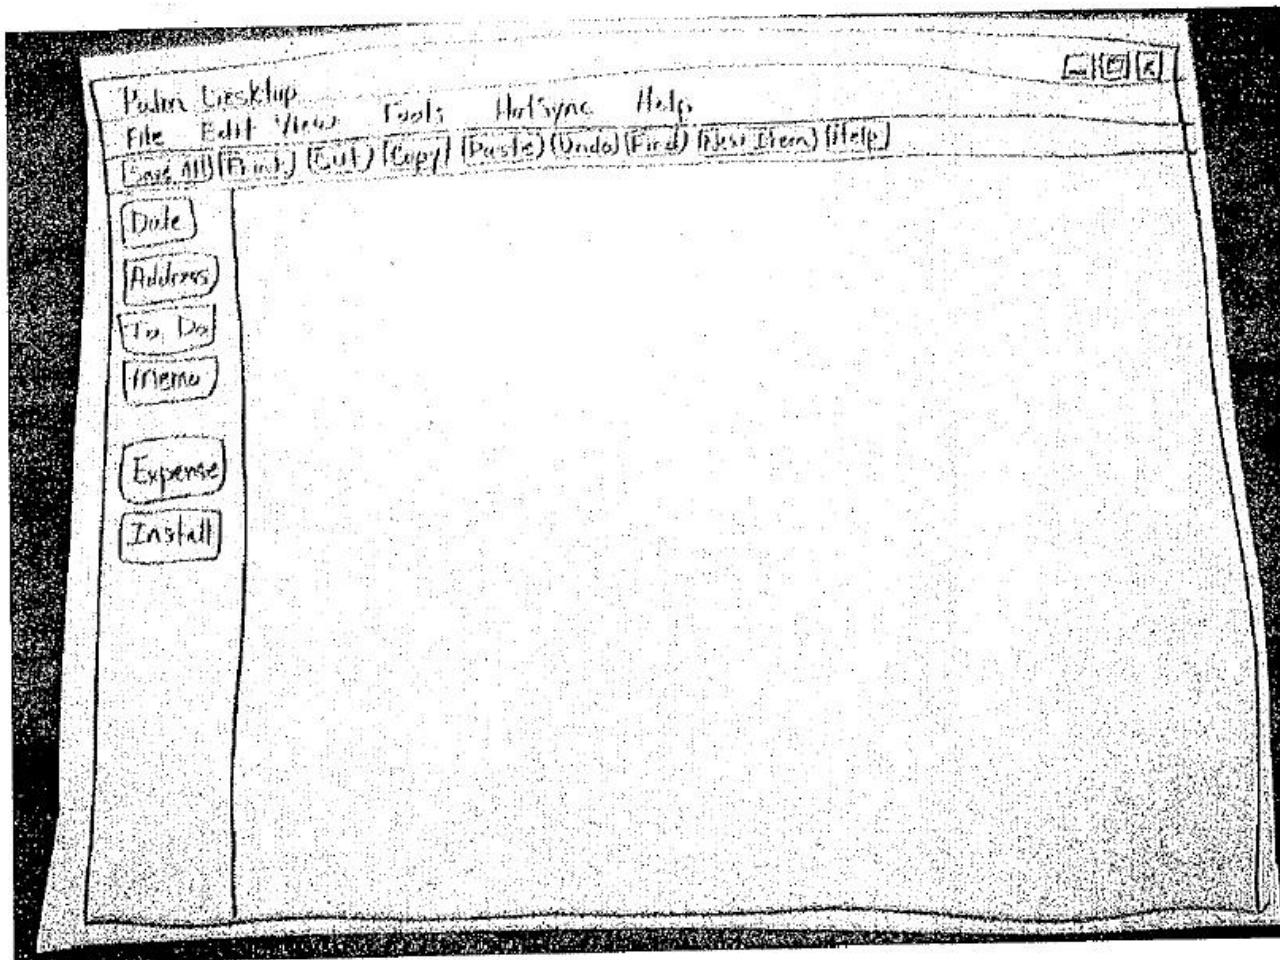 Palm Desktop
File Edit View Tools HotSync Help
Save All Print Cut Copy Paste Undo Find New Item Help
Date
Address
To Do
Memo
Expense
Install